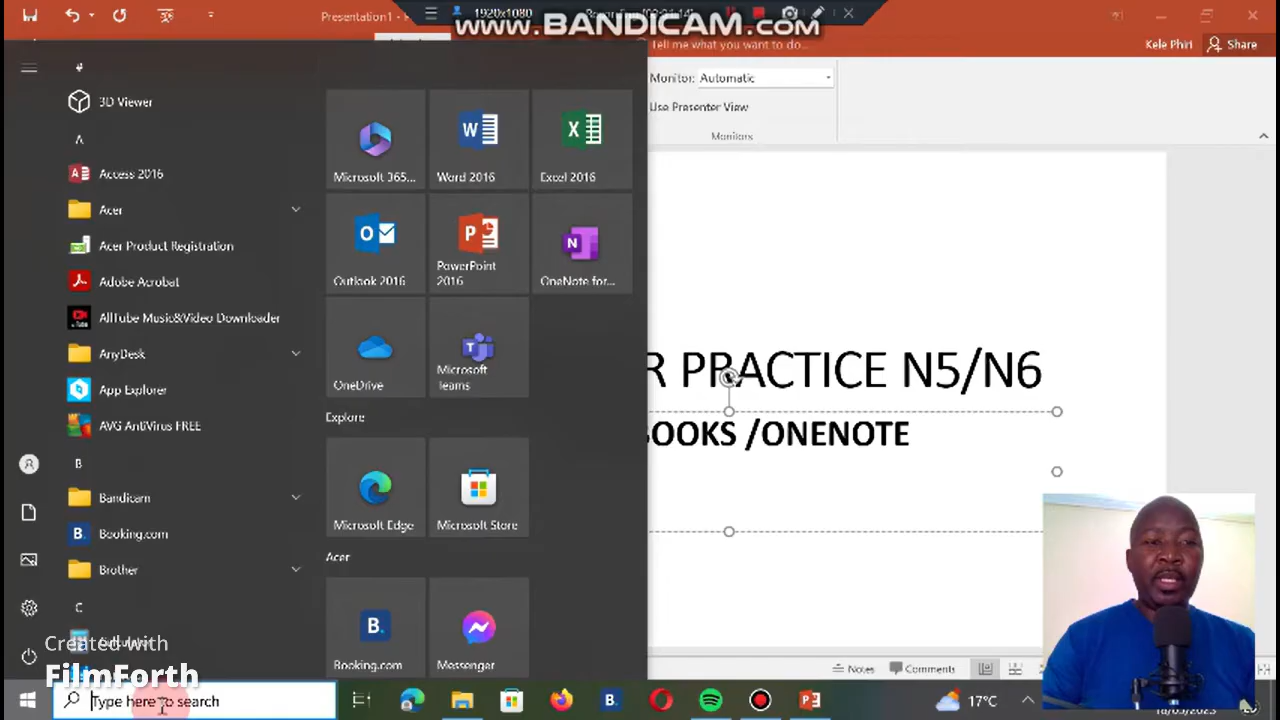 Presentation1 -
1920x1080
www.BANDICAM.com
Tell me what you want to do...
Kele Phiri
Share
Monitor: Automatic
Use Presenter View
Monitors
#
3D Viewer
A
Access 2016
Acer
Acer Product Registration
Adobe Acrobat
AllTube Music&Video Downloader
AnyDesk
App Explorer
AVG AntiVirus FREE
B
Bandicam
Booking.com
Brother
C
Microsoft 365...
Word 2016
Excel 2016
Outlook 2016
PowerPoint
2016
OneNote for...
OneDrive
Microsoft
Teams
Explore
Microsoft Edge
Microsoft Store
Acer
Booking.com
Messenger
R PRACTICE N5/N6
BOOKS /ONENOTE
Notes
Comments
Created with
FilmForth
Type here to search
17°C
18/05/2023